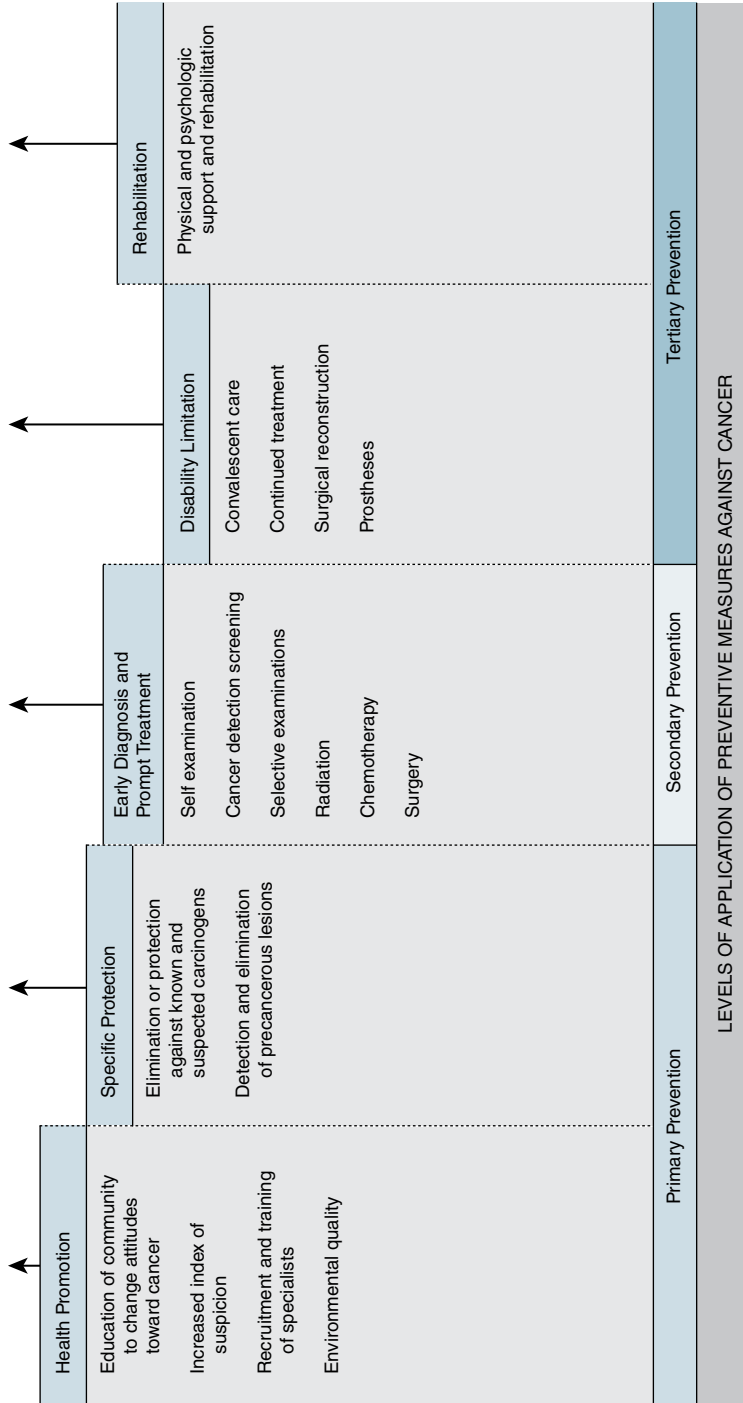 Health Promotion
Education of community
to change attitudes
toward cancer
Increased index of
suspicion
Recruitment and training
of specialists
Environmental quality
Specific Protection
Elimination or protection
against known and
suspected carcinogens
Detection and elimination
of precancerous lesions
Early Diagnosis and
Prompt Treatment
Self examination
Cancer detection screening
Selective examinations
Radiation
Chemotherapy
Surgery
Disability Limitation
Convalescent care
Continued treatment
Surgical reconstruction
Prostheses
Rehabilitation
Physical and psychologic
support and rehabilitation
Primary Prevention
Secondary Prevention
Tertiary Prevention
LEVELS OF APPLICATION OF PREVENTIVE MEASURES AGAINST CANCER